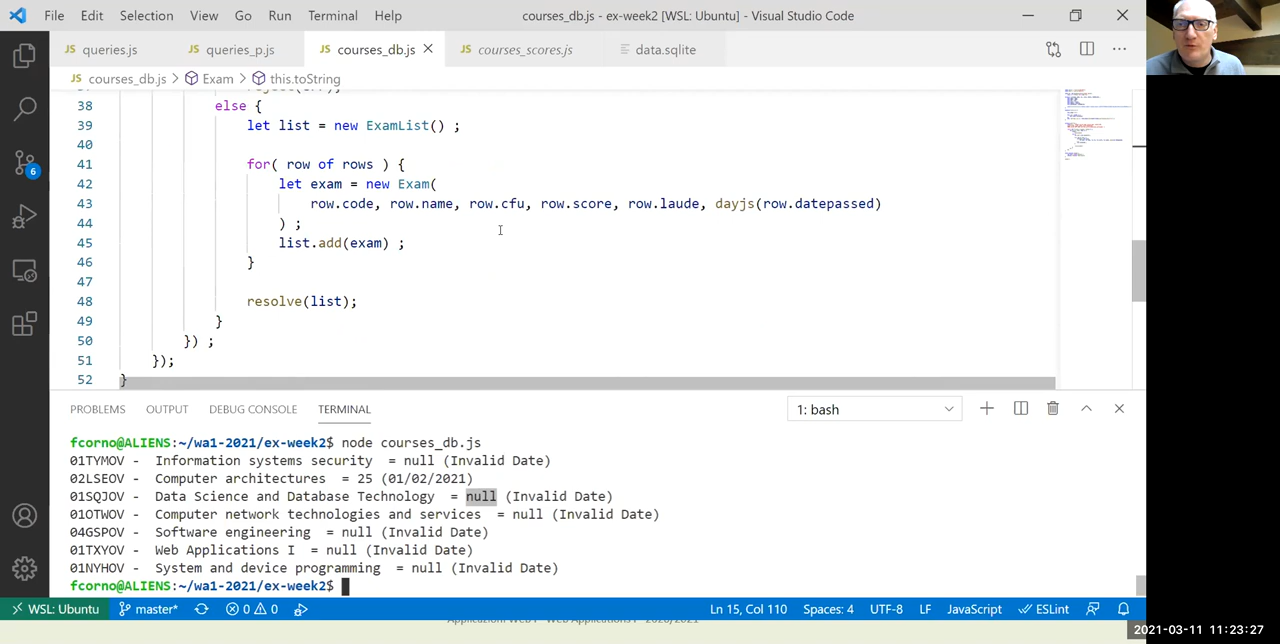 File Edit Selection View Go Run Terminal Help courses_db.js - ex-week2 [WSL: Ubuntu] - Visual Studio Code
JS queries.js JS queries_p.js JS courses_db.js JS courses_scores.js data.sqlite
JS courses_db.js > Exam > this.toString
38 else {
39 let list = new ExamList() ;
40
41 for( row of rows ) {
42 let exam = new Exam(
43 row.code, row.name, row.cfu, row.score, row.laude, dayjs(row.datepassed)
44 ) ;
45 list.add(exam) ;
46 }
47
48 resolve(list);
49 }
50 }) ;
51 });
52 }
6
PROBLEMS OUTPUT DEBUG CONSOLE TERMINAL 1: bash
fcorno@ALIENS:~/wa1-2021/ex-week2$ node courses_db.js
01TYMOV - Information systems security = null (Invalid Date)
02LSEOV - Computer architectures = 25 (01/02/2021)
01SQJOV - Data Science and Database Technology = null (Invalid Date)
01OTWOV - Computer network technologies and services = null (Invalid Date)
04GSPOV - Software engineering = null (Invalid Date)
01TXYOV - Web Applications I = null (Invalid Date)
01NYHOV - System and device programming = null (Invalid Date)
fcorno@ALIENS:~/wa1-2021/ex-week2$
WSL: Ubuntu master* 0 0 Ln 15, Col 110 Spaces: 4 UTF-8 LF JavaScript ESLint
2021-03-11 11:23:27